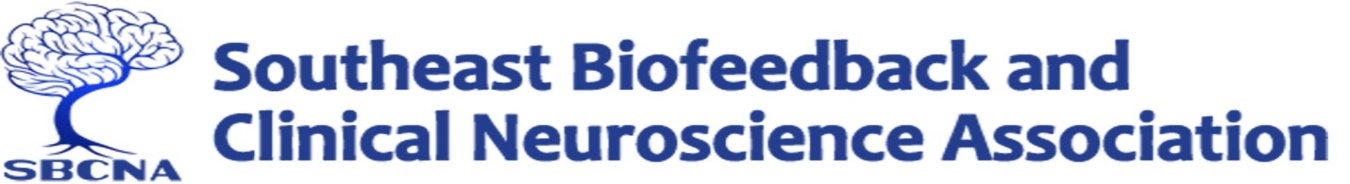 Southeast Biofeedback and
Clinical Neuroscience Association
SBCNA